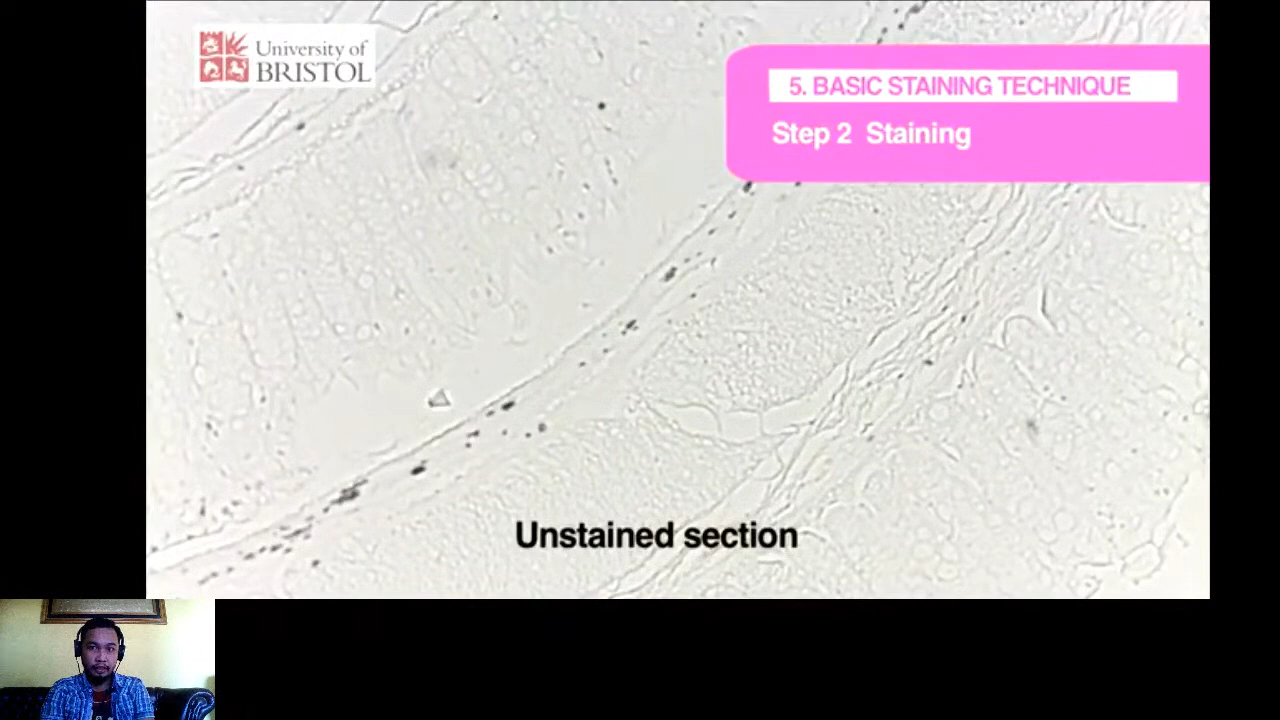 University of
BRISTOL
5. BASIC STAINING TECHNIQUE
Step 2 Staining
Unstained section